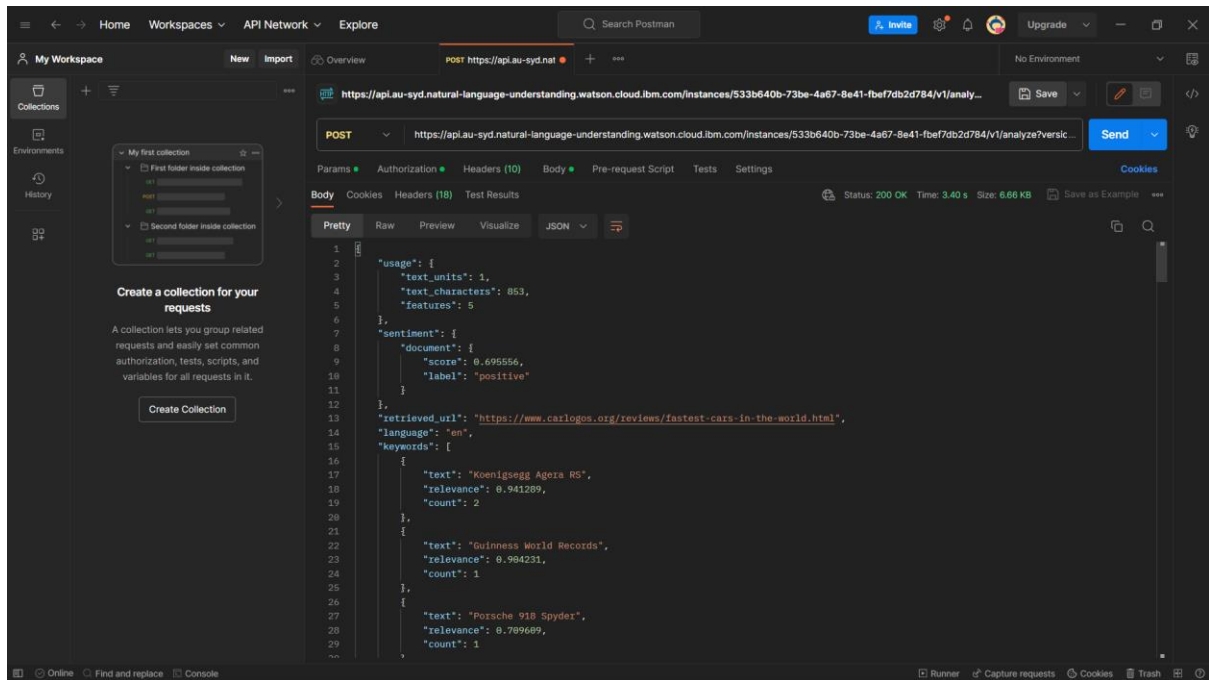 Home Workspaces API Network Explore Search Postman Invite Upgrade
My Workspace New Import Overview POST https://api.au-syd.nat No Environment
Collections
Environments
History
My first collection
First folder inside collection
GET
POST
GET
Second folder inside collection
GET
GET
Create a collection for your
requests
A collection lets you group related
requests and easily set common
authorization, tests, scripts, and
variables for all requests in it.
Create Collection
HTTP https://api.au-syd.natural-language-understanding.watson.cloud.ibm.com/instances/533b640b-73be-4a67-8e41-fbef7db2d784/v1/analy... Save
POST https://api.au-syd.natural-language-understanding.watson.cloud.ibm.com/instances/533b640b-73be-4a67-8e41-fbef7db2d784/v1/analyze?versic... Send
Params Authorization Headers (10) Body Pre-request Script Tests Settings Cookies
Body Cookies Headers (18) Test Results Status: 200 OK Time: 3.40 s Size: 6.66 KB Save as Example
Pretty Raw Preview Visualize JSON
1 {
2 "usage": {
3 "text_units": 1,
4 "text_characters": 853,
5 "features": 5
6 },
7 "sentiment": {
8 "document": {
9 "score": 0.695556,
10 "label": "positive"
11 }
12 },
13 "retrieved_url": "https://www.carlogos.org/reviews/fastest-cars-in-the-world.html",
14 "language": "en",
15 "keywords": [
16 {
17 "text": "Koenigsegg Agera RS",
18 "relevance": 0.941289,
19 "count": 2
20 },
21 {
22 "text": "Guinness World Records",
23 "relevance": 0.904231,
24 "count": 1
25 },
26 {
27 "text": "Porsche 918 Spyder",
28 "relevance": 0.709609,
29 "count": 1
Online Find and replace Console Runner Capture requests Cookies Trash